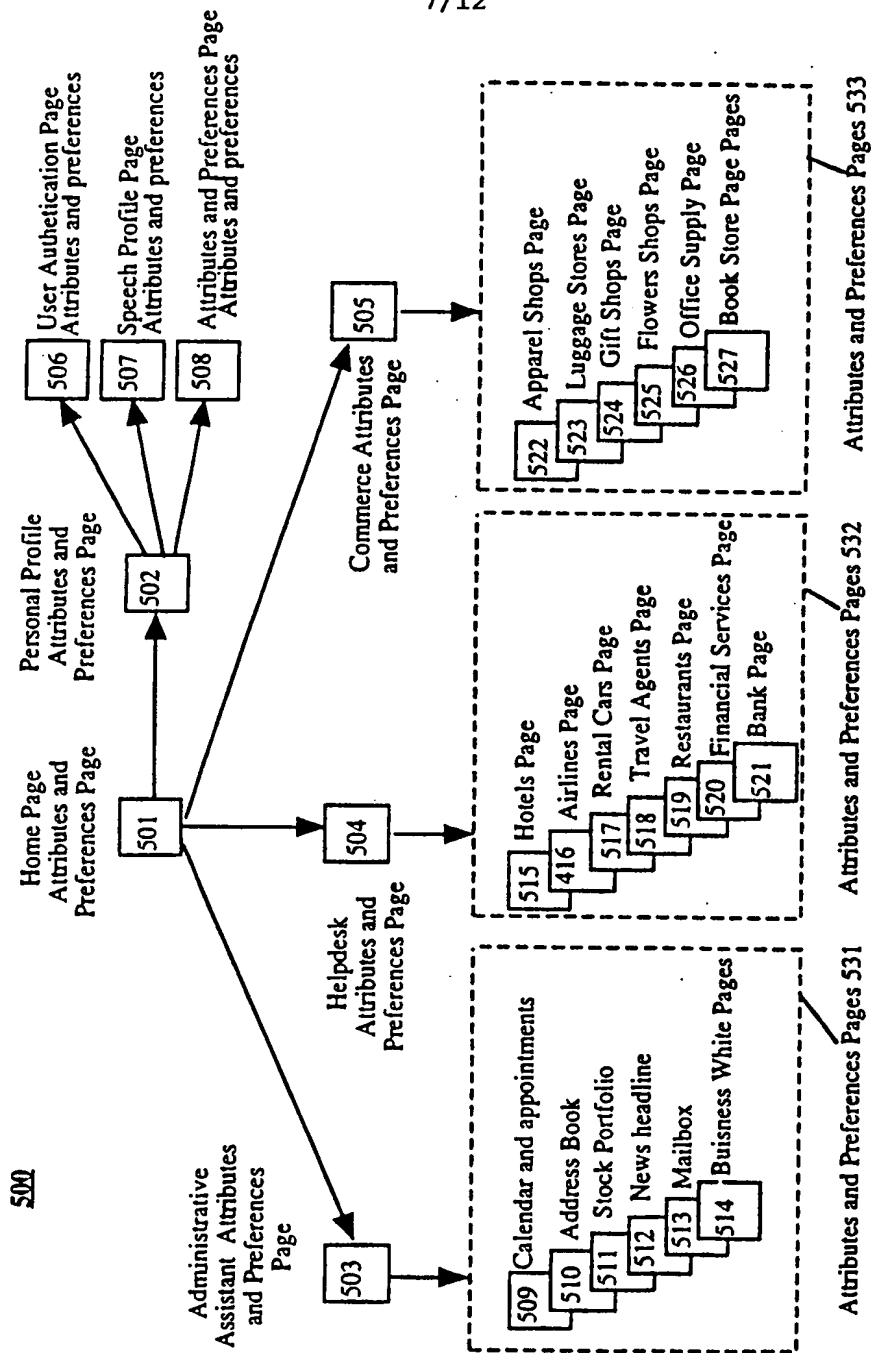 7/12
500
Home Page
Attributes and
Preferences Page
501
Personal Profile
Attributes and
Preferences Page
502
506
User Authetication Page
Attributes and preferences
507
Speech Profile Page
Attributes and preferences
508
Attributes and Preferences Page
Attributes and preferences
Administrative
Assistant Attributes
and Preferences
Page
503
504
Helpdesk
Attributes and
Preferences Page
505
Commerce Attributes
and Preferences Page
509 Calendar and appointments
510 Address Book
511 Stock Portfolio
512 News headline
513 Mailbox
514 Buisness White Pages
Attributes and Preferences Pages 531
515 Hotels Page
416 Airlines Page
517 Rental Cars Page
518 Travel Agents Page
519 Restaurants Page
520 Financial Services Page
521 Bank Page
Attributes and Preferences Pages 532
522 Apparel Shops Page
523 Luggage Stores Page
524 Gift Shops Page
525 Flowers Shops Page
526 Office Supply Page
527 Book Store Page Pages
Attributes and Preferences Pages 533